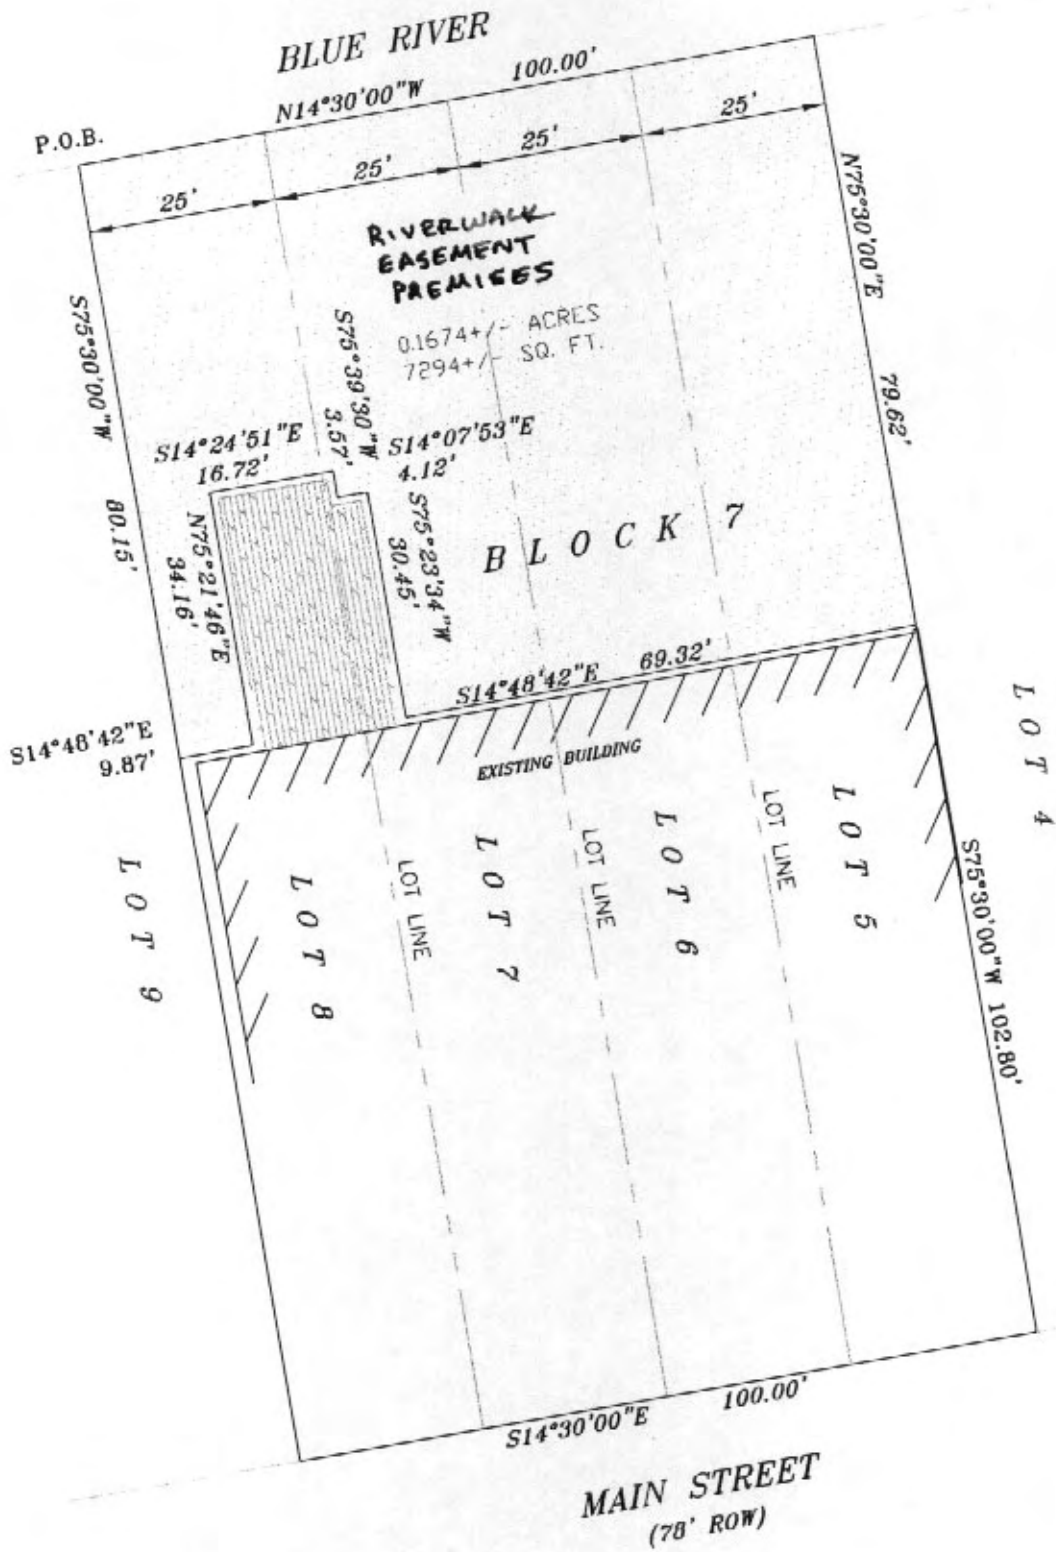 BLUE RIVER
N14°30'00"W 100.00'
P.O.B.
25'
25'
25'
25'
RIVERWALK
EASEMENT
PREMISES
0.1674+/- ACRES
7294+/- SQ. FT.
N75°30'00"E 79.62'
S75°30'00"W 80.15'
S75°39'30"W
3.57'
S14°24'51"E
16.72'
S14°07'53"E
4.12'
N75°21'46"E
34.16'
S75°23'34"W
30.45'
BLOCK 7
S14°48'42"E 69.32'
S14°48'42"E
9.87'
EXISTING BUILDING
LOT 4
LOT 9
LOT 8
LOT LINE
LOT 7
LOT LINE
LOT 6
LOT LINE
LOT 5
S75°30'00"W 102.80'
S14°30'00"E 100.00'
MAIN STREET
(78' ROW)